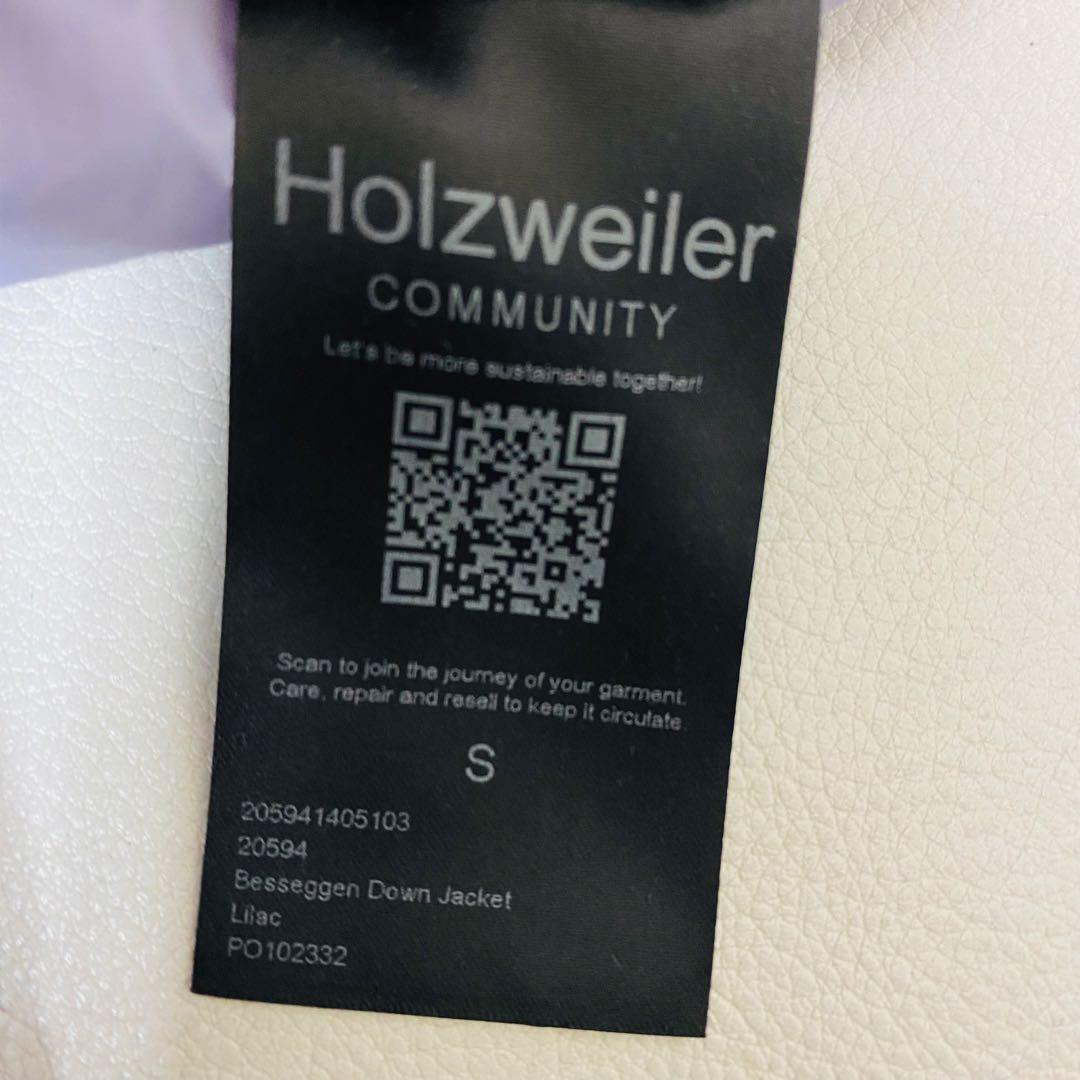 Holzweiler
COMMUNITY
Let's be more sustainable together!
Scan to join the journey of your garment.
Care, repair and resell to keep it circulate.
S
205941405103
20594
Besseggen Down Jacket
Lilac
PO102332